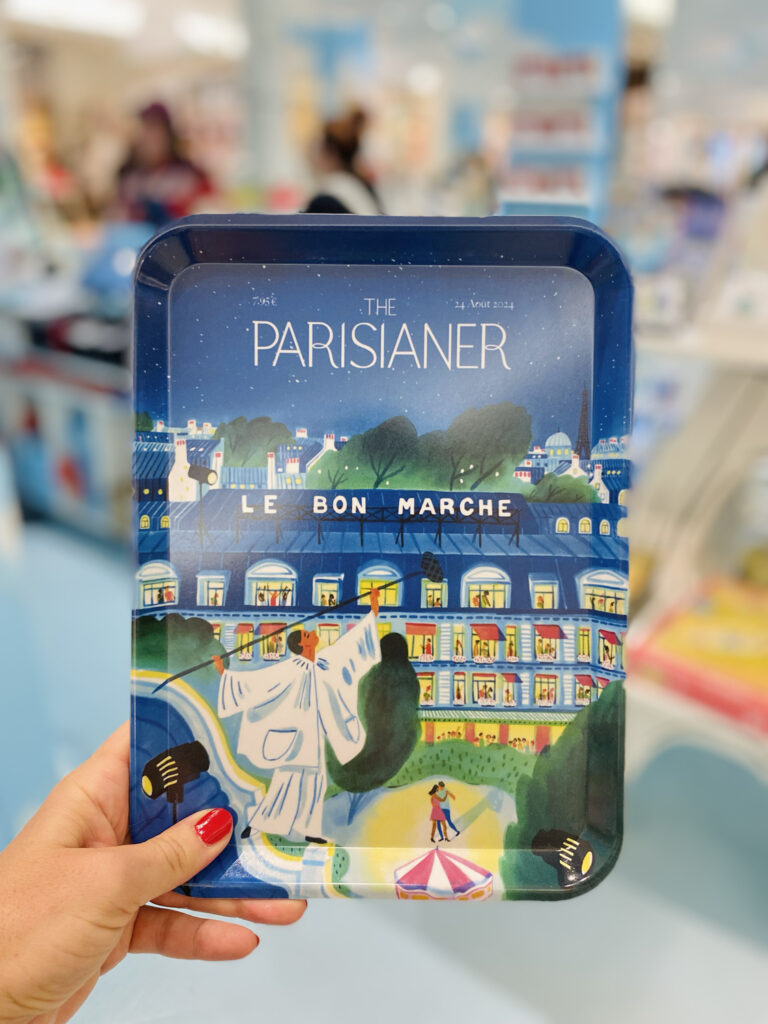 7.95 €
THE
24 Août 2024
PARISIANER
LE BON MARCHE